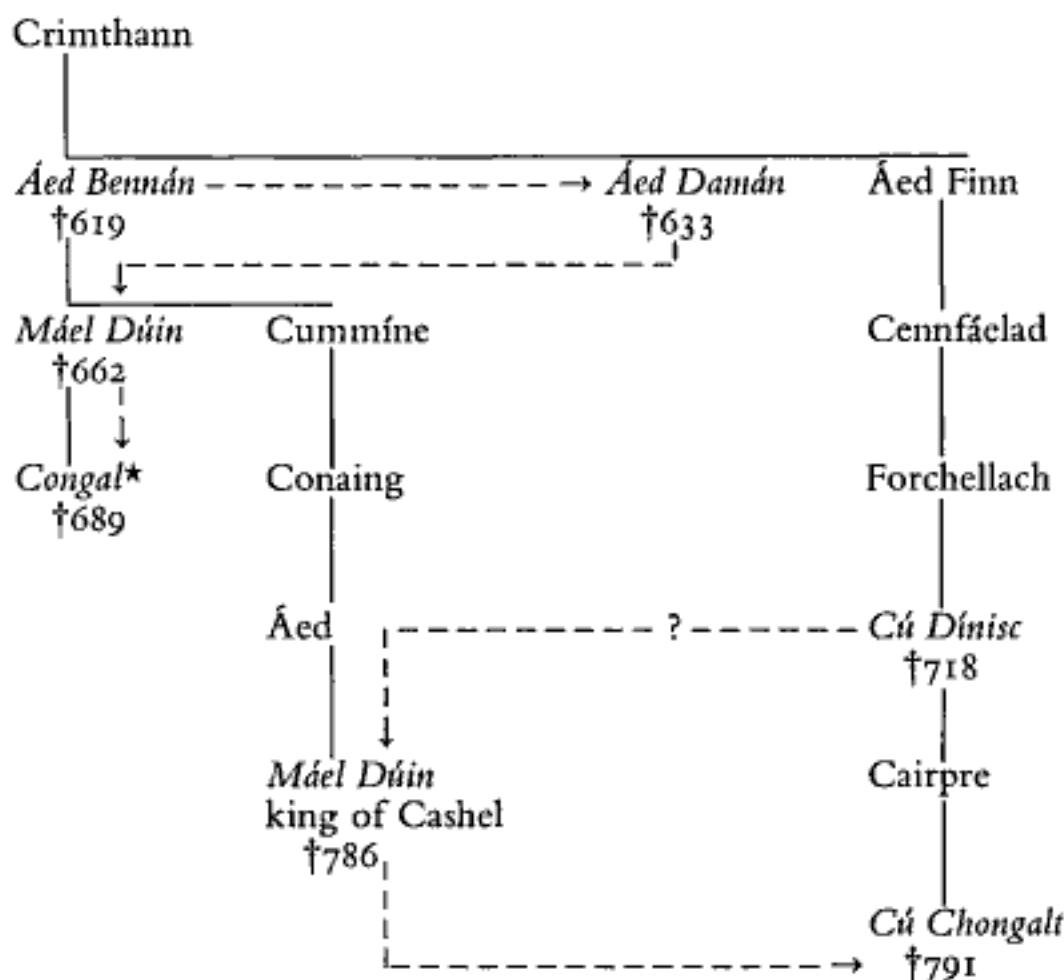 Crimthann
Áed Bennán Áed Damán Áed Finn
†619 †633
Máel Dúin Cummíne Cennfáelad
†662
Congal★ Conaing Forchellach
†689
Áed ? Cú Dínisc
†718
Máel Dúin Cairpre
king of Cashel
†786
Cú Chongalt
†791